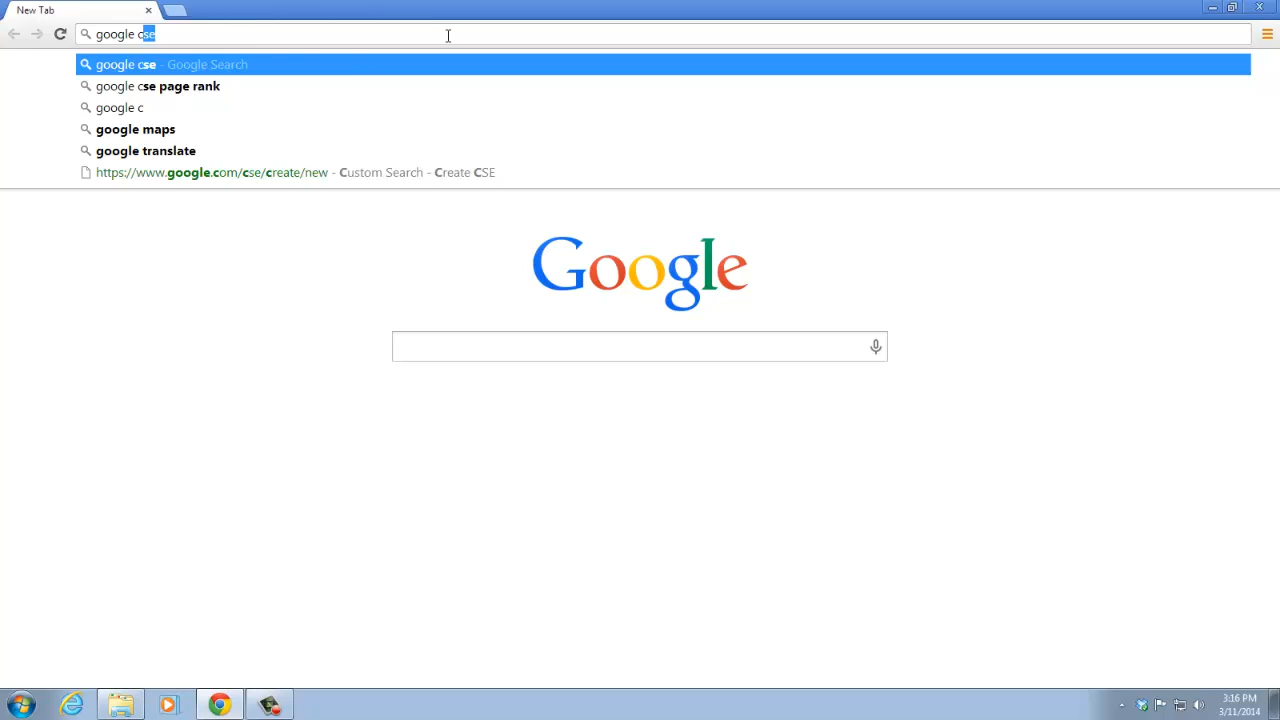 New Tab
google cse
google cse - Google Search
google cse page rank
google c
google maps
google translate
https://www.google.com/cse/create/new - Custom Search - Create CSE
Google
3:16 PM
3/11/2014